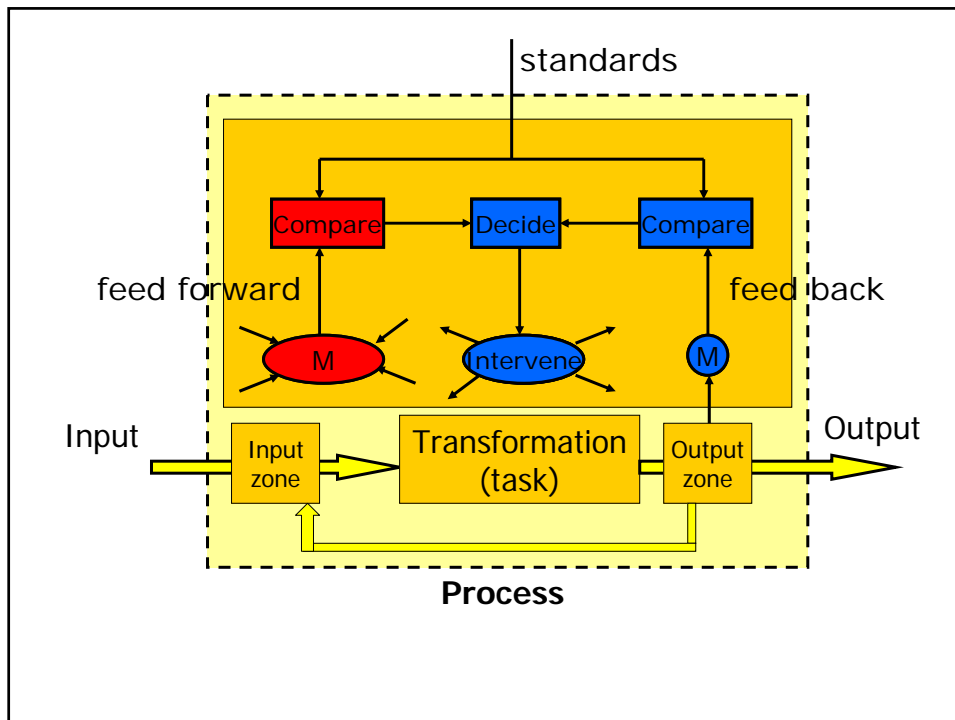 standards
Compare
Decide
Compare
feed forward
feed back
M
Intervene
M
Input
Input
zone
Transformation
(task)
Output
zone
Output
Process